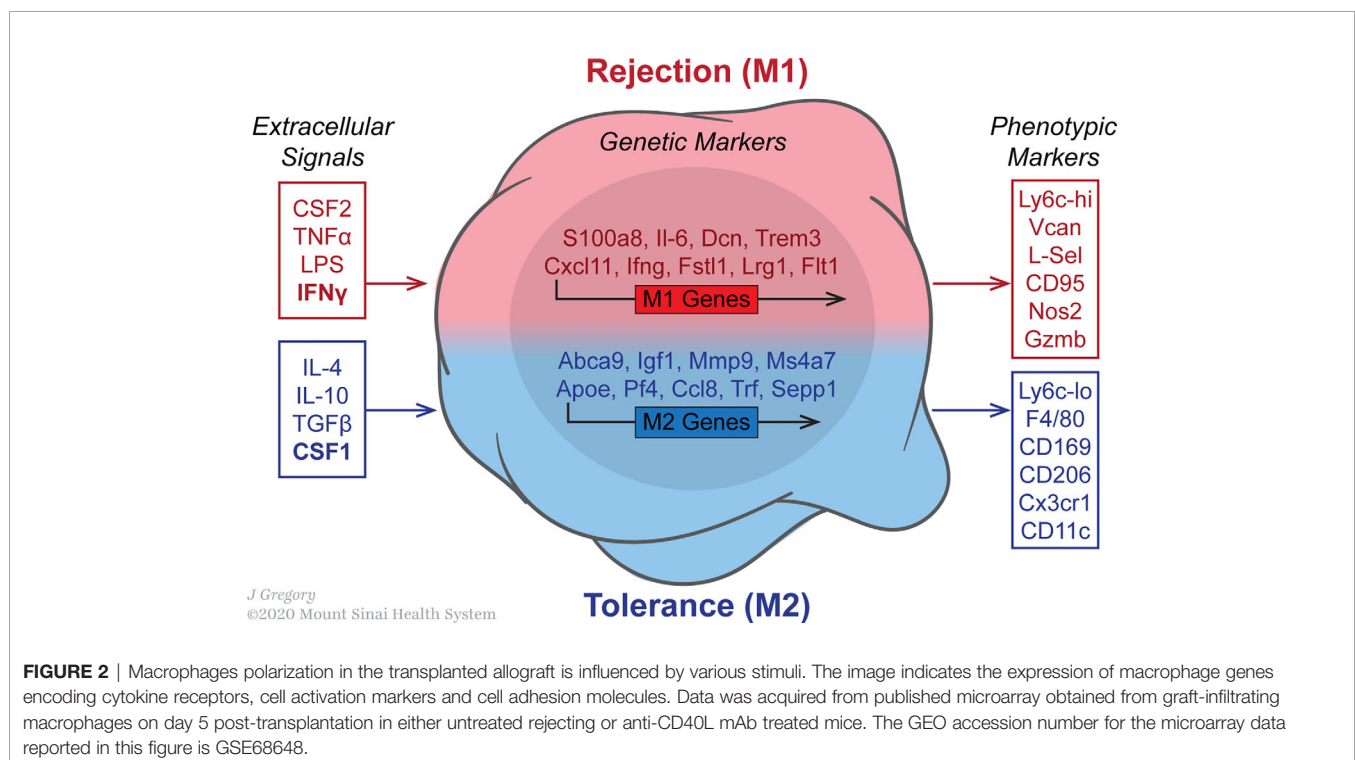 Rejection (M1)
Extracellular
Signals
CSF2
TNFα
LPS
IFNγ
IL-4
IL-10
TGFβ
CSF1
Genetic Markers
S100a8, Il-6, Dcn, Trem3
Cxcl11, Ifng, Fstl1, Lrg1, Flt1
M1 Genes
Abca9, Igf1, Mmp9, Ms4a7
Apoe, Pf4, Ccl8, Trf, Sepp1
M2 Genes
Phenotypic
Markers
Ly6c-hi
Vcan
L-Sel
CD95
Nos2
Gzmb
Ly6c-lo
F4/80
CD169
CD206
Cx3cr1
CD11c
Tolerance (M2)
J Gregory
©2020 Mount Sinai Health System
FIGURE 2 | Macrophages polarization in the transplanted allograft is influenced by various stimuli. The image indicates the expression of macrophage genes
encoding cytokine receptors, cell activation markers and cell adhesion molecules. Data was acquired from published microarray obtained from graft-infiltrating
macrophages on day 5 post-transplantation in either untreated rejecting or anti-CD40L mAb treated mice. The GEO accession number for the microarray data
reported in this figure is GSE68648.